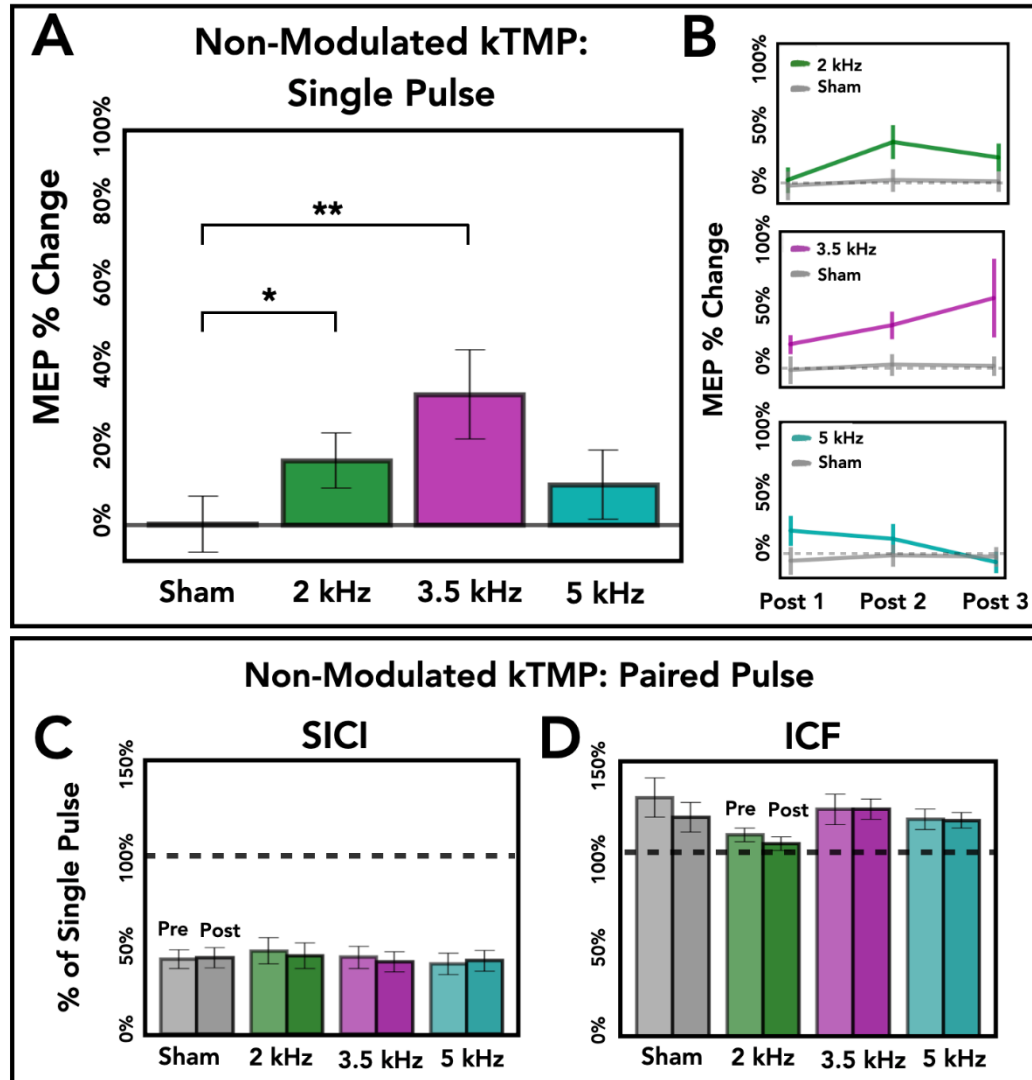 A
Non-Modulated kTMP:
Single Pulse
MEP % Change
100%
80%
60%
40%
20%
0%
**
*
Sham 2 kHz 3.5 kHz 5 kHz
B
MEP % Change
100%
50%
0%
2 kHz
Sham
100%
50%
0%
3.5 kHz
Sham
100%
50%
0%
5 kHz
Sham
Post 1 Post 2 Post 3
Non-Modulated kTMP: Paired Pulse
C
SICI
% of Single Pulse
150%
100%
50%
0%
Pre Post
Sham 2 kHz 3.5 kHz 5 kHz
D
ICF
150%
100%
50%
0%
Pre Post
Sham 2 kHz 3.5 kHz 5 kHz